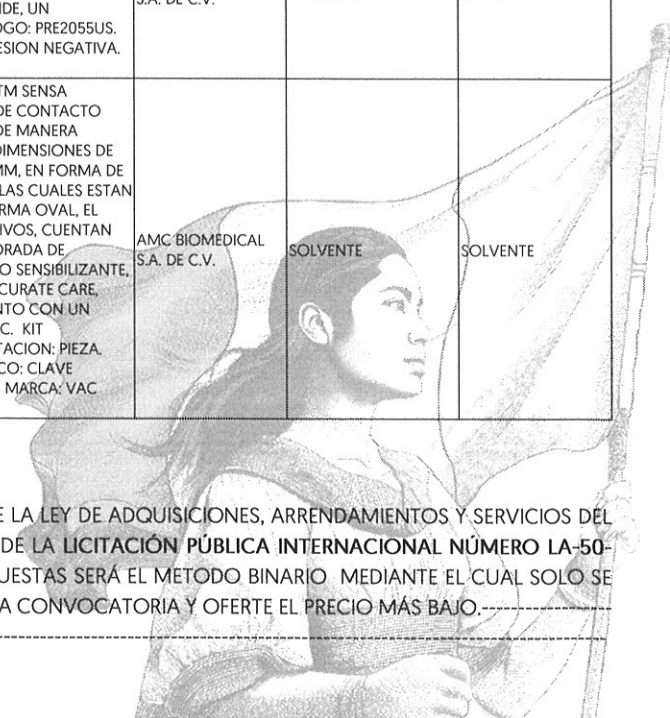 IDE, UN
OGO: PRE2055US.
ESION NEGATIVA.
S.A. DE C.V.
TM SENSA
DE CONTACTO
DE MANERA
DIMENSIONES DE
MM, EN FORMA DE
LAS CUALES ESTAN
RMA OVAL, EL
IVOS, CUENTAN
ORADA DE
O SENSIBILIZANTE,
CURATE CARE,
NTO CON UN
C. KIT
TACION: PIEZA.
CO: CLAVE
MARCA: VAC
AMC BIOMEDICAL
S.A. DE C.V.
SOLVENTE
SOLVENTE
E LA LEY DE ADQUISICIONES, ARRENDAMIENTOS Y SERVICIOS DEL
DE LA LICITACIÓN PÚBLICA INTERNACIONAL NÚMERO LA-50-
UESTAS SERÁ EL METODO BINARIO MEDIANTE EL CUAL SOLO SE
A CONVOCATORIA Y OFERTE EL PRECIO MÁS BAJO.-------------------